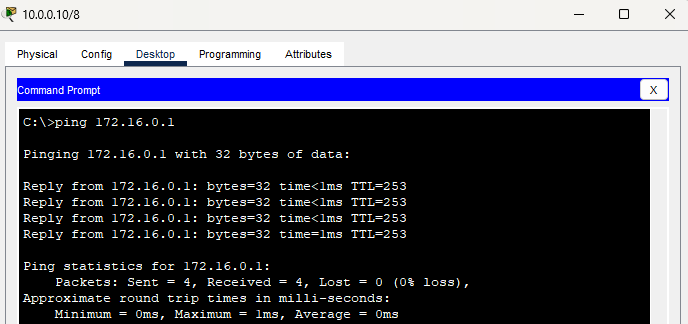 10.0.0.10/8
Physical Config Desktop Programming Attributes
Command Prompt X
C:\>ping 172.16.0.1
Pinging 172.16.0.1 with 32 bytes of data:
Reply from 172.16.0.1: bytes=32 time<1ms TTL=253
Reply from 172.16.0.1: bytes=32 time<1ms TTL=253
Reply from 172.16.0.1: bytes=32 time<1ms TTL=253
Reply from 172.16.0.1: bytes=32 time=1ms TTL=253
Ping statistics for 172.16.0.1:
Packets: Sent = 4, Received = 4, Lost = 0 (0% loss),
Approximate round trip times in milli-seconds:
Minimum = 0ms, Maximum = 1ms, Average = 0ms